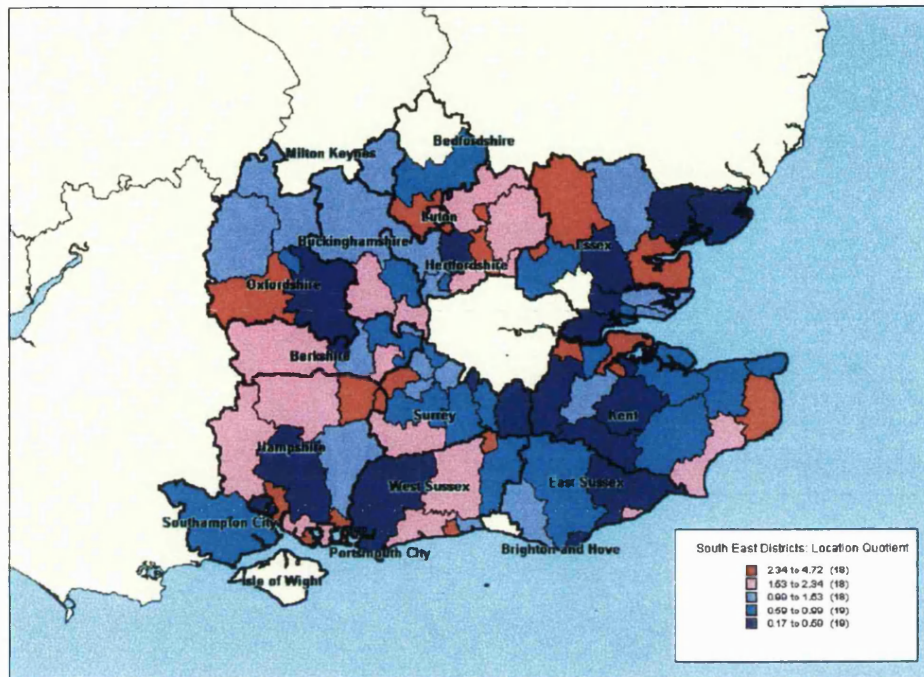 Bedfordshire
Milton Keynes
Luton
Buckinghamshire
Essex
Hertfordshire
Oxfordshire
Berkshire
Surrey
Kent
Hampshire
West Sussex
East Sussex
Southampton City
Portsmouth City
Brighton and Hove
Isle of Wight
South East Districts: Location Quotient
2.34 to 4.72 (18)
1.53 to 2.34 (18)
0.99 to 1.53 (18)
0.59 to 0.99 (19)
0.17 to 0.59 (19)